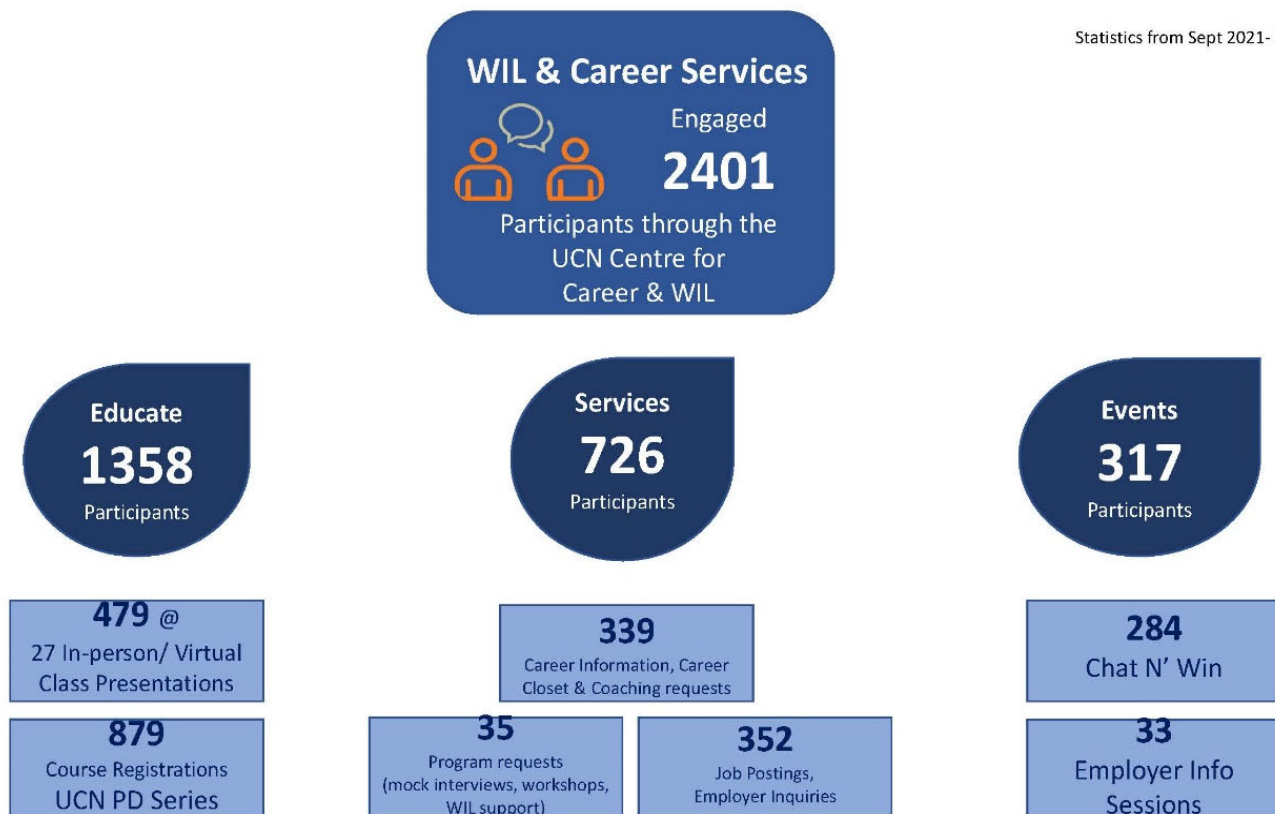 Statistics from Sept 2021-
WIL & Career Services
Engaged
2401
Participants through the
UCN Centre for
Career & WIL
Educate
1358
Participants
Services
726
Participants
Events
317
Participants
479 @
27 In-person/ Virtual
Class Presentations
879
Course Registrations
UCN PD Series
339
Career Information, Career
Closet & Coaching requests
35
Program requests
(mock interviews, workshops,
WIL support)
352
Job Postings,
Employer Inquiries
284
Chat N’ Win
33
Employer Info
Sessions